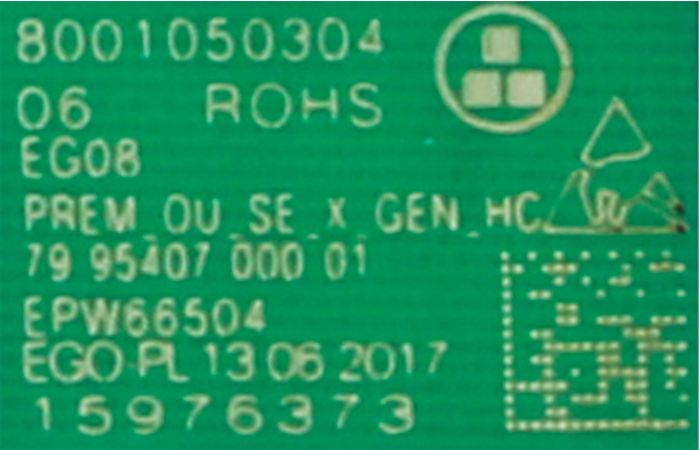 8001050304
06 ROHS
EG08
PREM_OU_SE_X_GEN_HC
79 95407 000 01
EPW66504
EGO-PL 13 06 2017
15976373